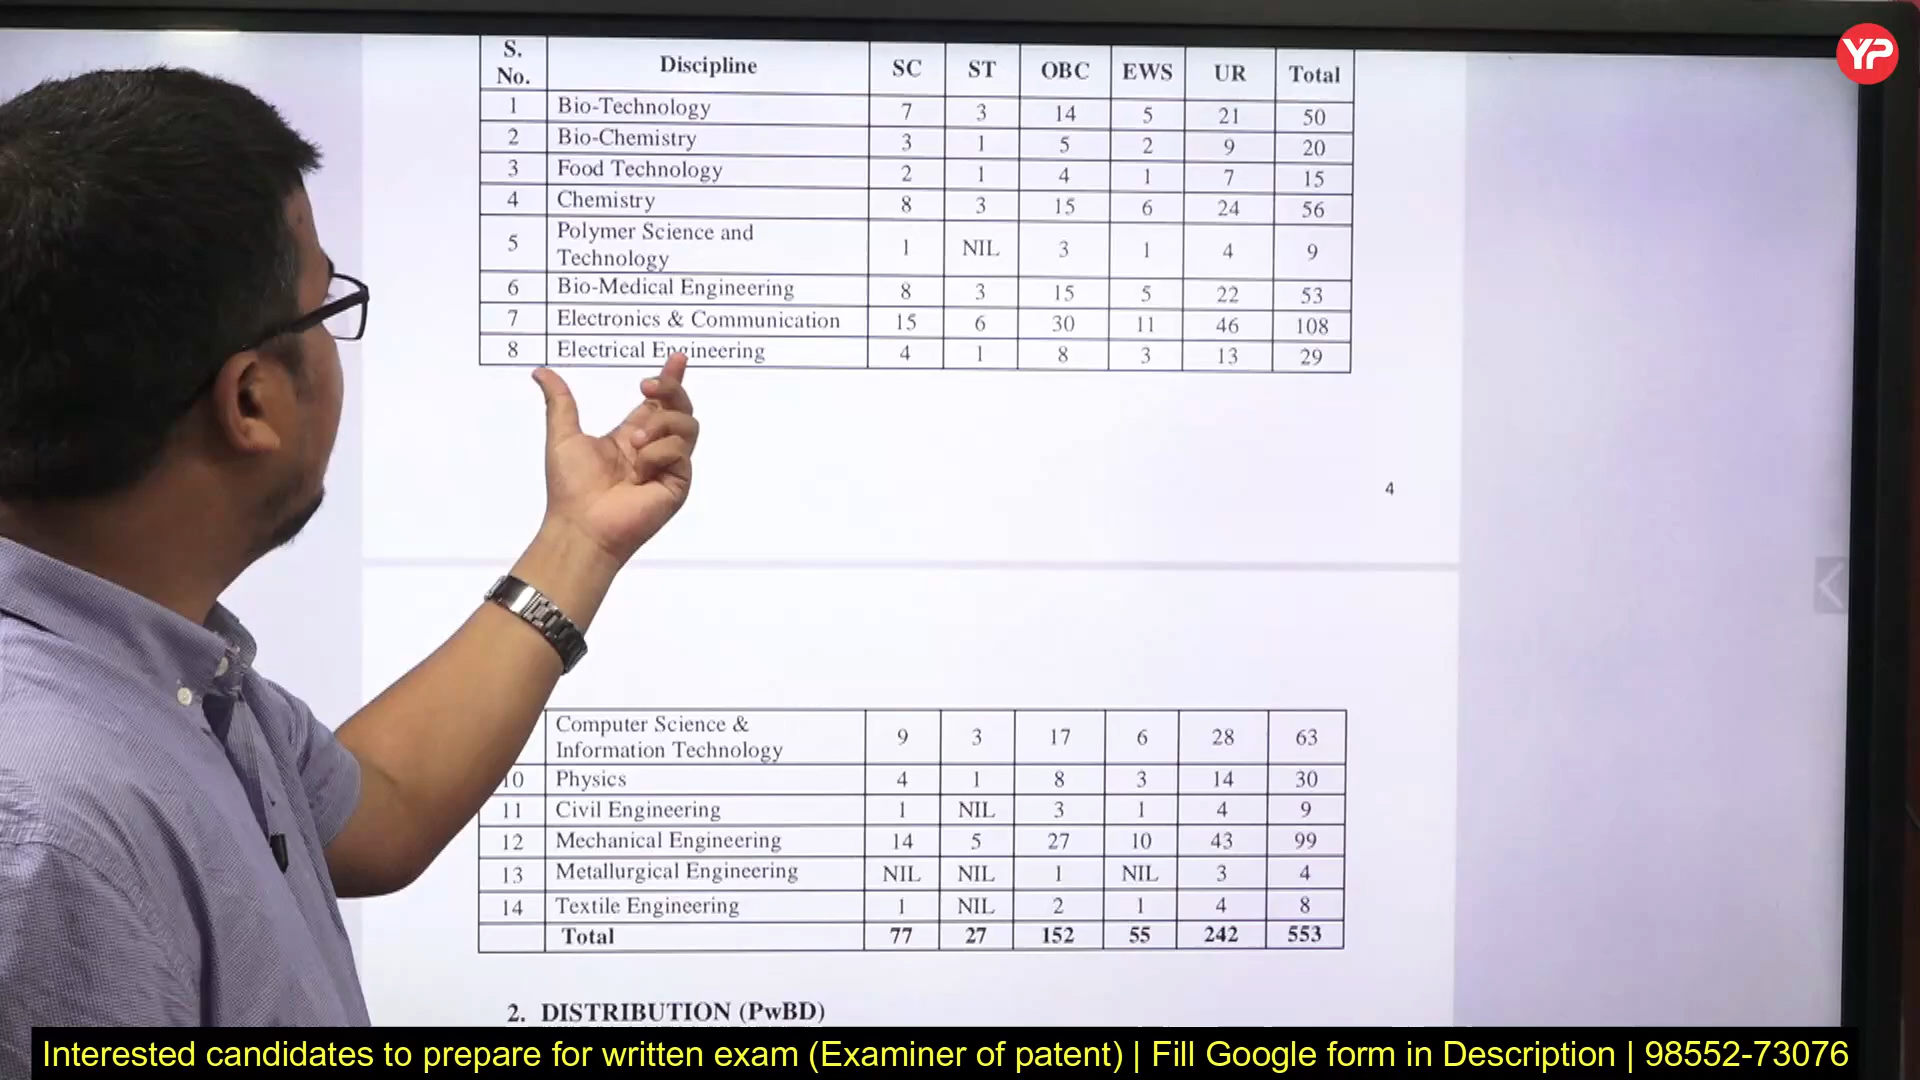 YP
S. No. Discipline SC ST OBC EWS UR Total
1 Bio-Technology 7 3 14 5 21 50
2 Bio-Chemistry 3 1 5 2 9 20
3 Food Technology 2 1 4 1 7 15
4 Chemistry 8 3 15 6 24 56
5 Polymer Science and
Technology 1 NIL 3 1 4 9
6 Bio-Medical Engineering 8 3 15 5 22 53
7 Electronics & Communication 15 6 30 11 46 108
8 Electrical Engineering 4 1 8 3 13 29
4
Computer Science &
Information Technology 9 3 17 6 28 63
10 Physics 4 1 8 3 14 30
11 Civil Engineering 1 NIL 3 1 4 9
12 Mechanical Engineering 14 5 27 10 43 99
13 Metallurgical Engineering NIL NIL 1 NIL 3 4
14 Textile Engineering 1 NIL 2 1 4 8
Total 77 27 152 55 242 553
2. DISTRIBUTION (PwBD)
Interested candidates to prepare for written exam (Examiner of patent) | Fill Google form in Description | 98552-73076